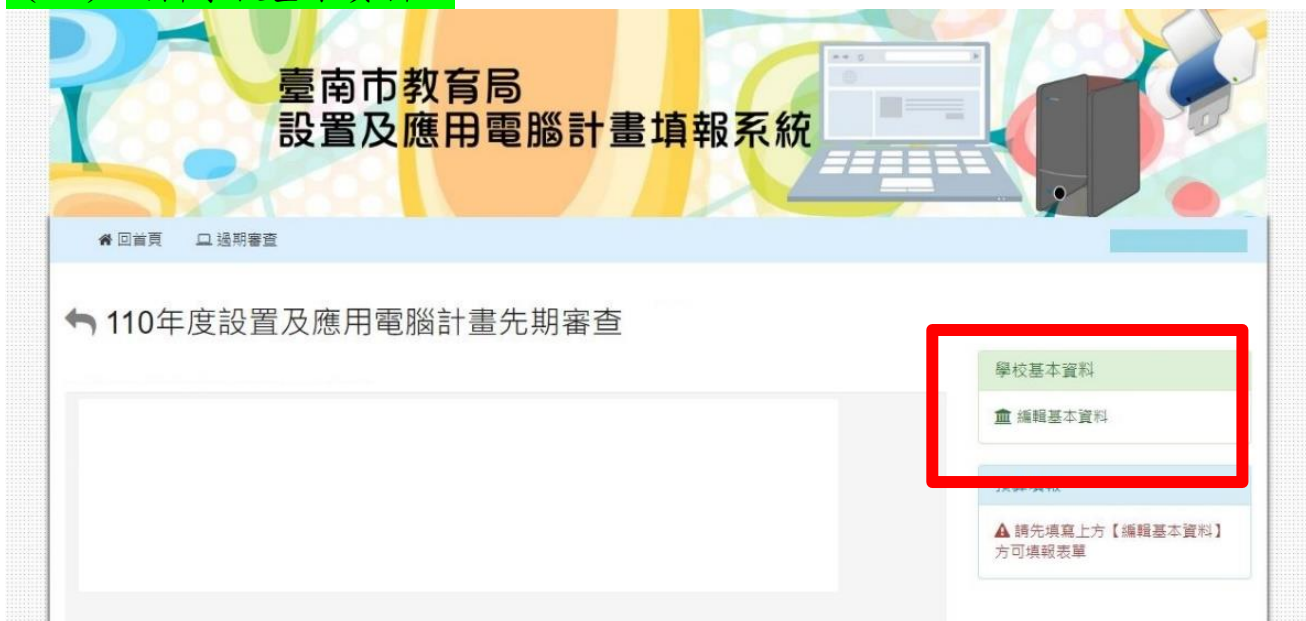 臺南市教育局
設置及應用電腦計畫填報系統
回首頁 過期審查
110年度設置及應用電腦計畫先期審查
學校基本資料
編輯基本資料
請先填寫上方【編輯基本資料】
方可填報表單